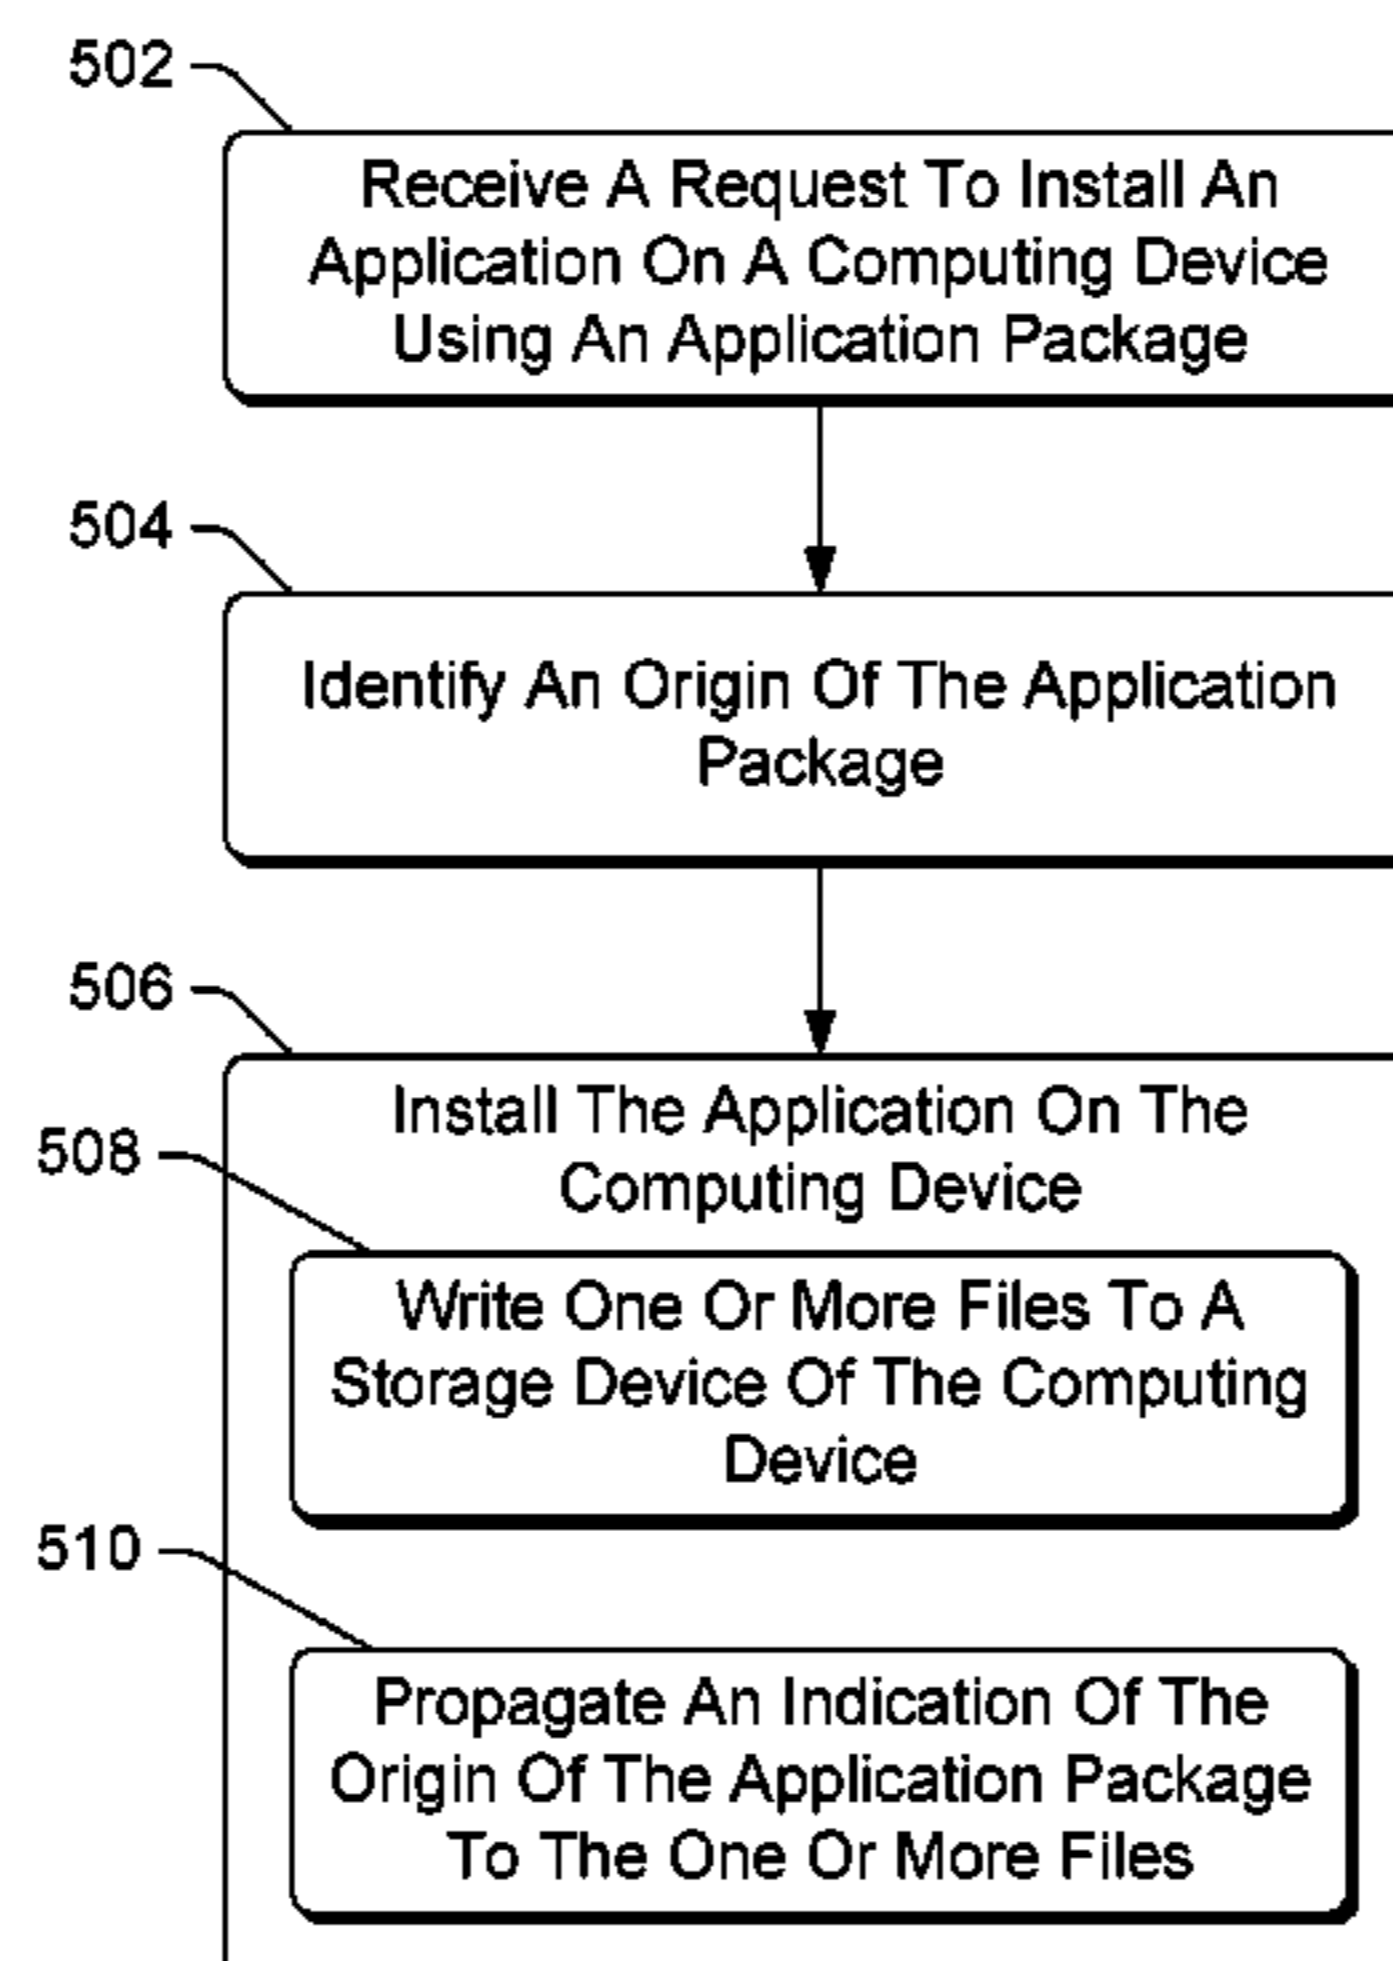 502
Receive A Request To Install An
Application On A Computing Device
Using An Application Package
504
Identify An Origin Of The Application
Package
506
Install The Application On The
Computing Device
508
Write One Or More Files To A
Storage Device Of The Computing
Device
510
Propagate An Indication Of The
Origin Of The Application Package
To The One Or More Files